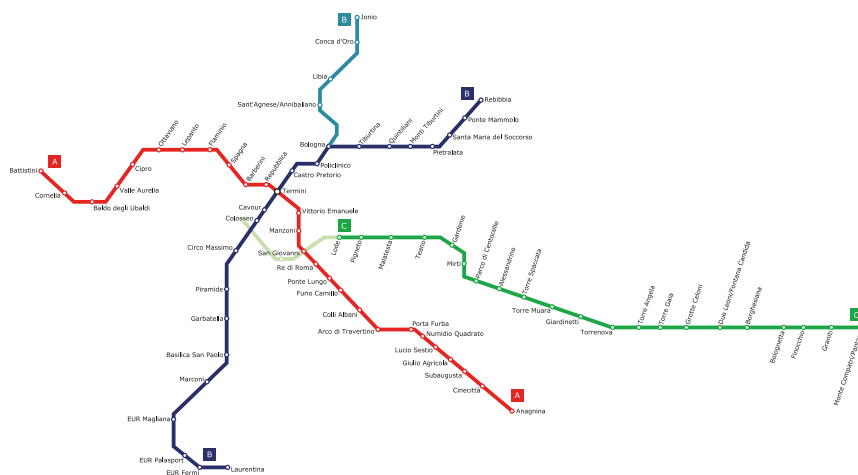 B
Jonio
Conca d'Oro
Libia
Sant'Agnese/Annibaliano
B
Rebibbia
Ponte Mammolo
Santa Maria del Soccorso
Pietralata
Monti Tiburtini
Quintiliani
Tiburtina
Bologna
Policlinico
Castro Pretorio
Termini
Cavour
Colosseo
Circo Massimo
Piramide
Garbatella
Basilica San Paolo
Marconi
EUR Magliana
EUR Palasport
EUR Fermi
B
Laurentina
A
Battistini
Cornelia
Baldo degli Ubaldi
Valle Aurelia
Cipro
Ottaviano
Lepanto
Flaminio
Spagna
Barberini
Repubblica
Vittorio Emanuele
Manzoni
San Giovanni
Re di Roma
Ponte Lungo
Furio Camillo
Colli Albani
Arco di Travertino
Porta Furba
Numidio Quadrato
Lucio Sestio
Giulio Agricola
Subaugusta
Cinecittà
A
Anagnina
C
Lode
Pigneto
Malatesta
Teano
Gardenie
Mirti
Parco di Centocelle
Alessandrino
Torre Spaccata
Torre Muara
Giardinetti
Torrenova
Torre Angela
Torre Gaia
Grotte Celoni
Due Leoni/Fontana Candida
Borghesiana
Bolognetta
Finocchio
Graniti
Monte Compatri/Pantan
C